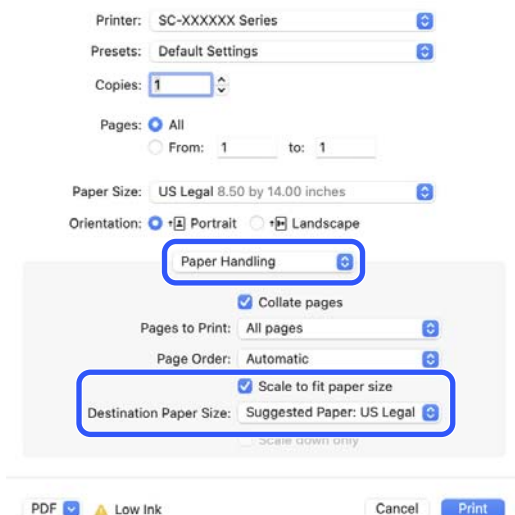 Printer: SC-XXXXXX Series
Presets: Default Settings
Copies: 1
Pages: All
From: 1 to: 1
Paper Size: US Legal 8.50 by 14.00 inches
Orientation: Portrait Landscape
Paper Handling
Collate pages
Pages to Print: All pages
Page Order: Automatic
Scale to fit paper size
Destination Paper Size: Suggested Paper: US Legal
Scale down only
PDF Low Ink Cancel Print